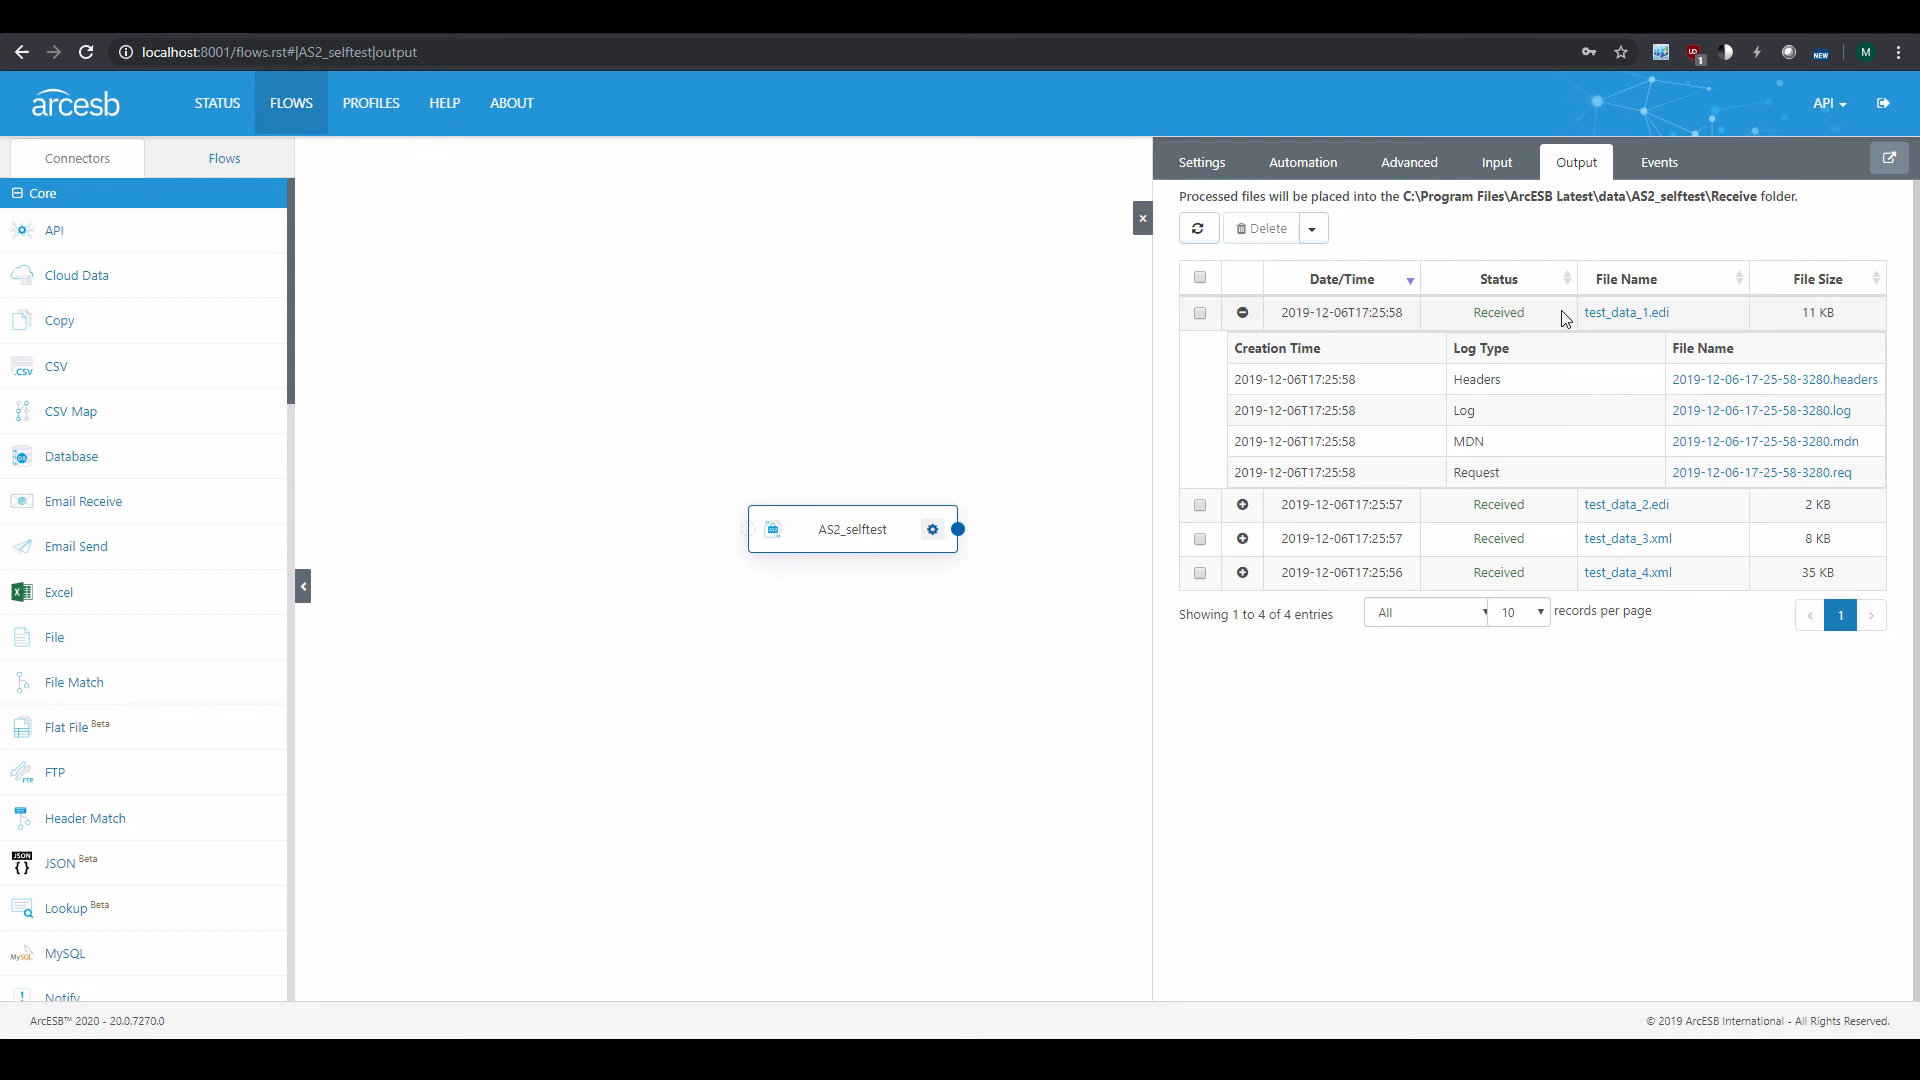 localhost:8001/flows.rst#|AS2_selftest|output
1
NEW
M
arcesb
STATUS
FLOWS
PROFILES
HELP
ABOUT
API
Connectors
Flows
Core
API
Cloud Data
Copy
.CSV
CSV
CSV Map
Database
Email Receive
Email Send
Excel
File
File Match
Flat File Beta
FTP
FTP
Header Match
JSON
JSON Beta
Lookup Beta
MySQL
MySQL
Notify
AS2_selftest
Settings
Automation
Advanced
Input
Output
Events
Processed files will be placed into the C:\Program Files\ArcESB Latest\data\AS2_selftest\Receive folder.
Delete
Date/Time Status File Name File Size
2019-12-06T17:25:58 Received test_data_1.edi 11 KB
Creation Time Log Type File Name
2019-12-06T17:25:58 Headers 2019-12-06-17-25-58-3280.headers
2019-12-06T17:25:58 Log 2019-12-06-17-25-58-3280.log
2019-12-06T17:25:58 MDN 2019-12-06-17-25-58-3280.mdn
2019-12-06T17:25:58 Request 2019-12-06-17-25-58-3280.req
2019-12-06T17:25:57 Received test_data_2.edi 2 KB
2019-12-06T17:25:57 Received test_data_3.xml 8 KB
2019-12-06T17:25:56 Received test_data_4.xml 35 KB
Showing 1 to 4 of 4 entries
All
10
records per page
1
ArcESB™ 2020 - 20.0.7270.0
© 2019 ArcESB International - All Rights Reserved.